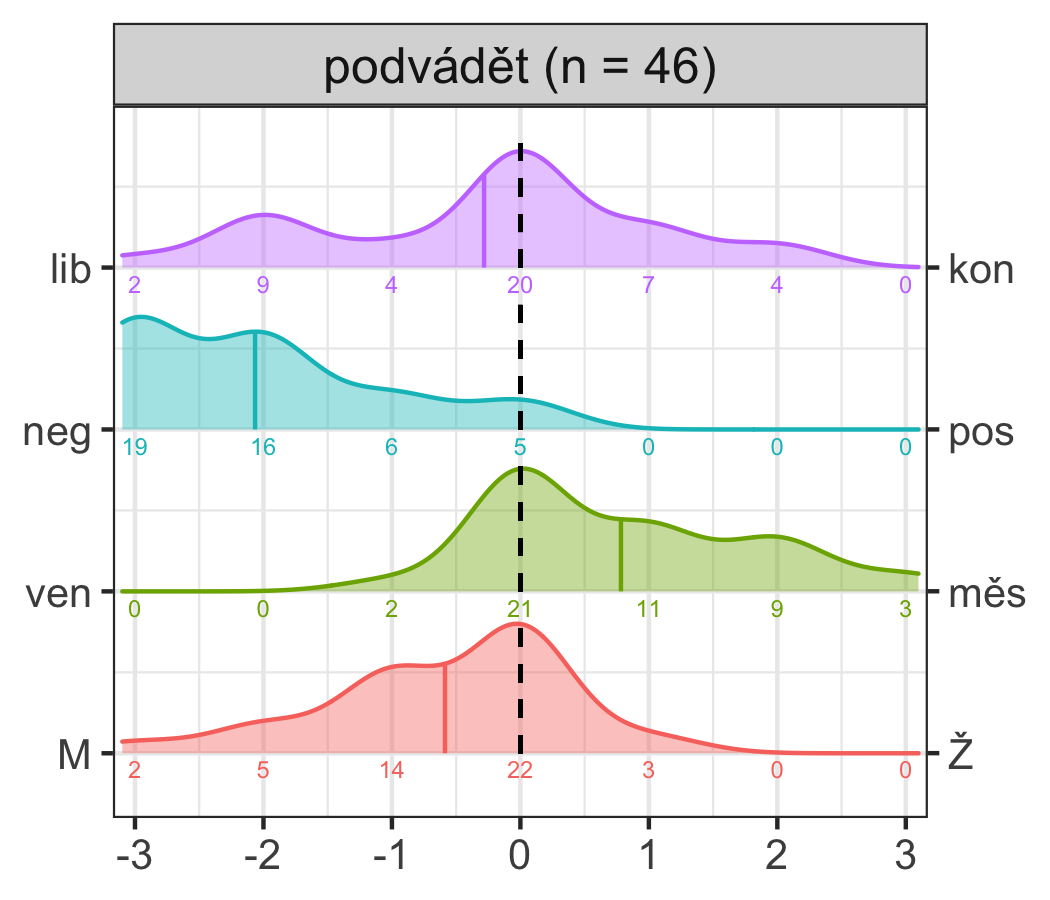 podvádět (n = 46)
lib kon
2 9 4 20 7 4 0
neg pos
19 16 6 5 0 0 0
ven měs
0 0 2 21 11 9 3
M Ž
2 5 14 22 3 0 0
-3 -2 -1 0 1 2 3